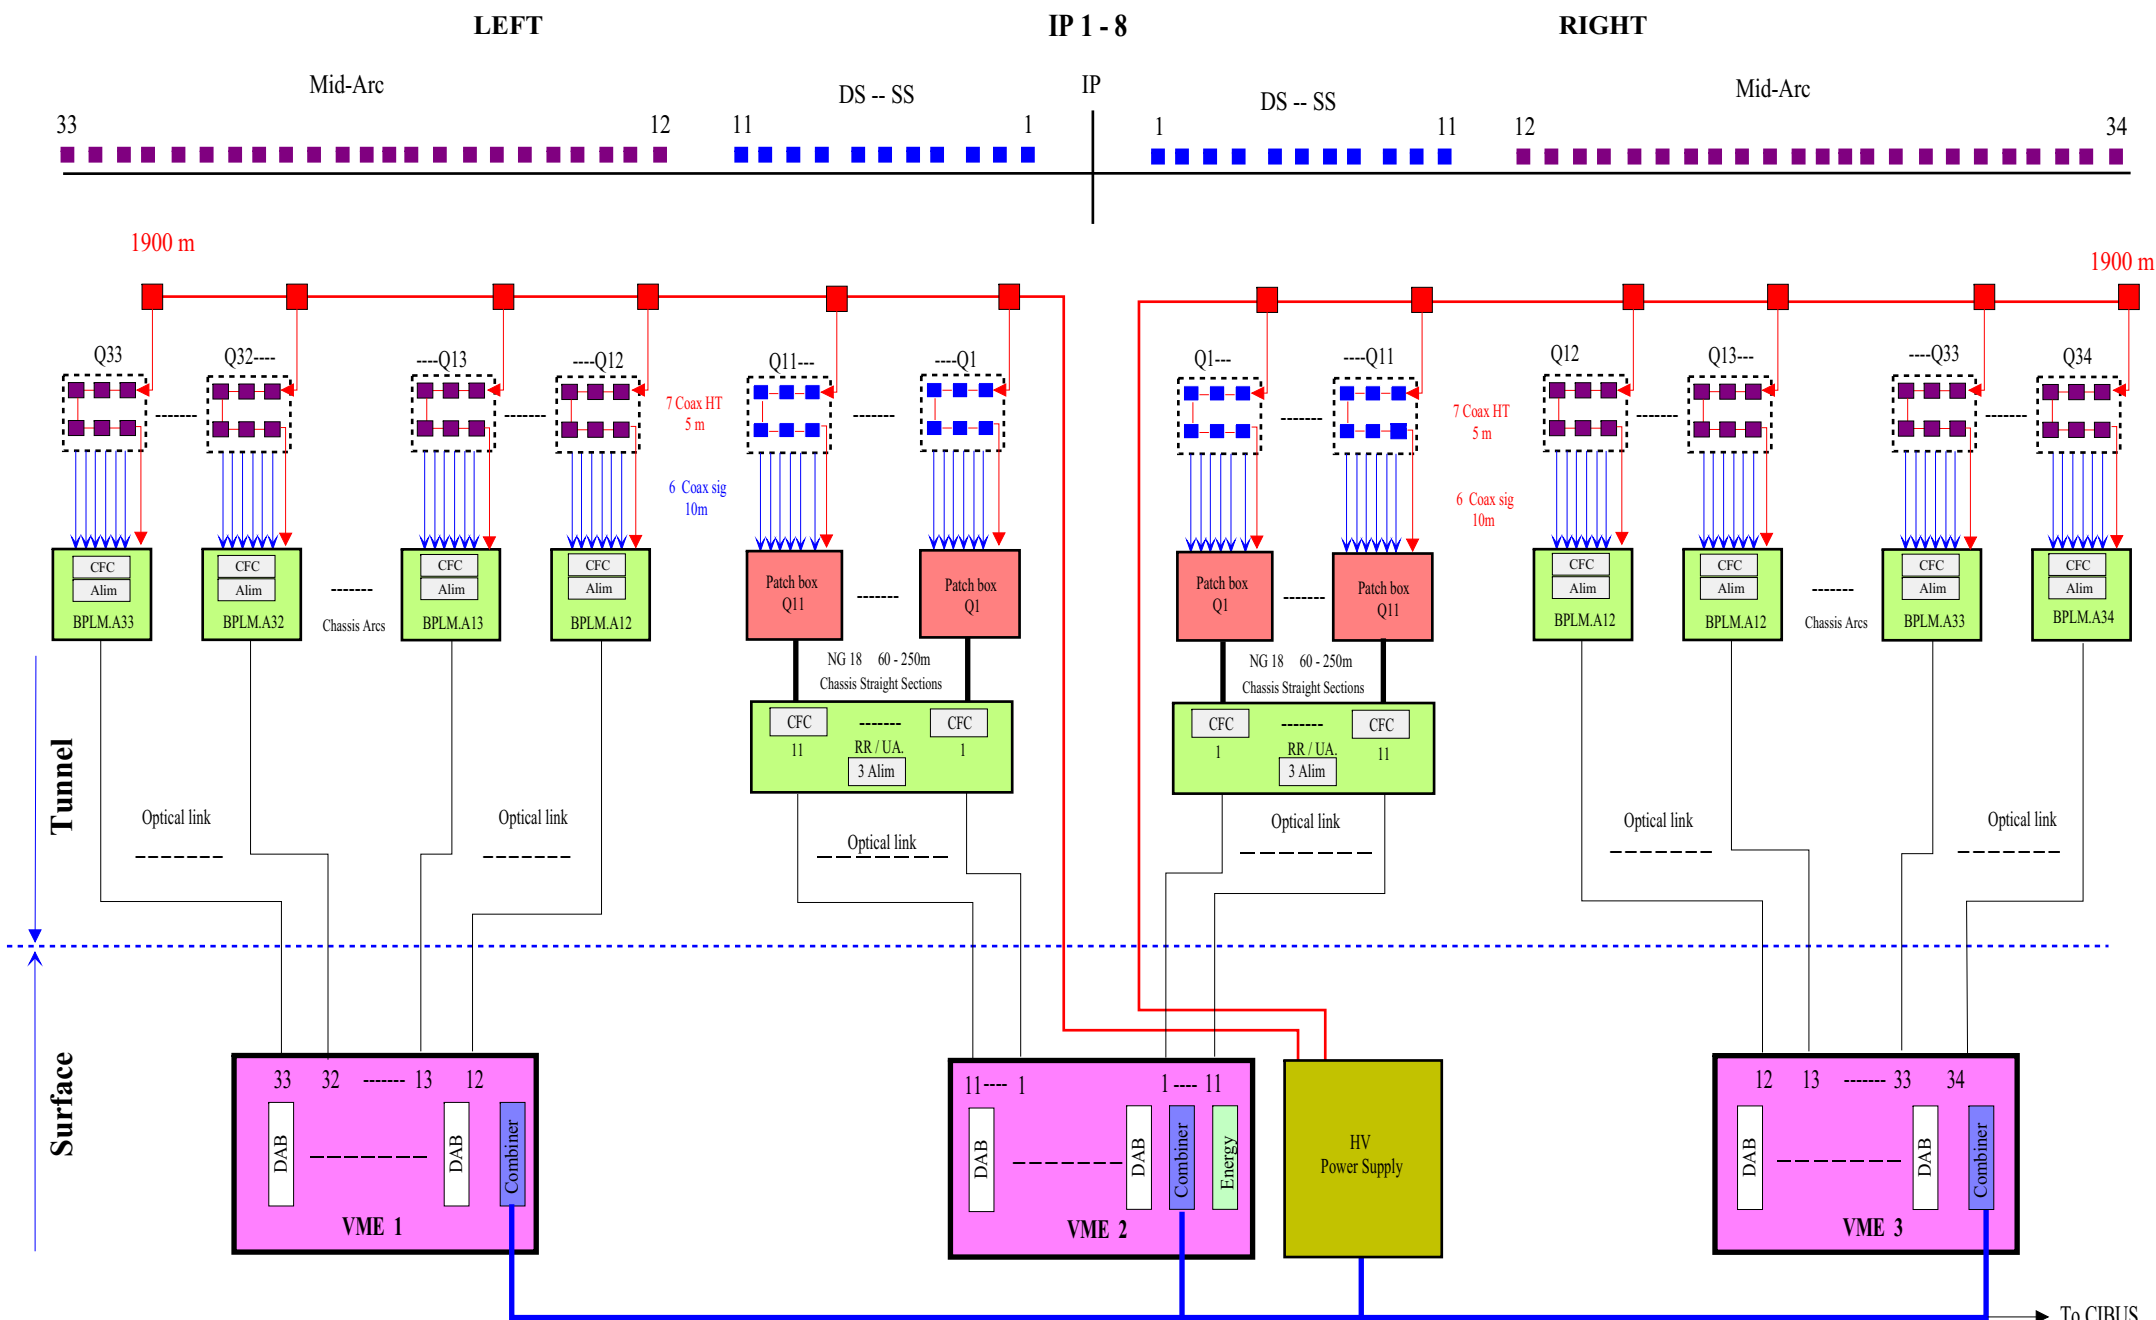 LEFT IP 1 - 8 RIGHT
Mid-Arc DS -- SS IP DS -- SS Mid-Arc
33 12 11 1 1 11 12 34
1900 m 1900 m
Q33 Q32---- ----Q13 ----Q12 Q11--- ----Q1 Q1--- ----Q11 Q12 Q13--- ----Q33 Q34
7 Coax HT
5 m
7 Coax HT
5 m
6 Coax sig
10m
6 Coax sig
10m
CFC CFC CFC CFC CFC CFC CFC CFC
Alim Alim Alim Alim Alim Alim Alim Alim
BPLM.A33 BPLM.A32 Chassis Arcs BPLM.A13 BPLM.A12
Patch box
Q11
Patch box
Q1
Patch box
Q1
Patch box
Q11
BPLM.A12 BPLM.A12 Chassis Arcs BPLM.A33 BPLM.A34
NG 18 60 - 250m
Chassis Straight Sections
NG 18 60 - 250m
Chassis Straight Sections
CFC ------- CFC
11 RR / UA. 1
3 Alim
CFC ------- CFC
1 RR / UA. 11
3 Alim
Tunnel
Optical link Optical link Optical link Optical link Optical link Optical link
Surface
33 32 ------- 13 12
DAB DAB Combiner
VME 1
11---- 1 1 ---- 11
DAB DAB Combiner Energy
VME 2
HV
Power Supply
12 13 ------- 33 34
DAB DAB Combiner
VME 3
To CIBUS